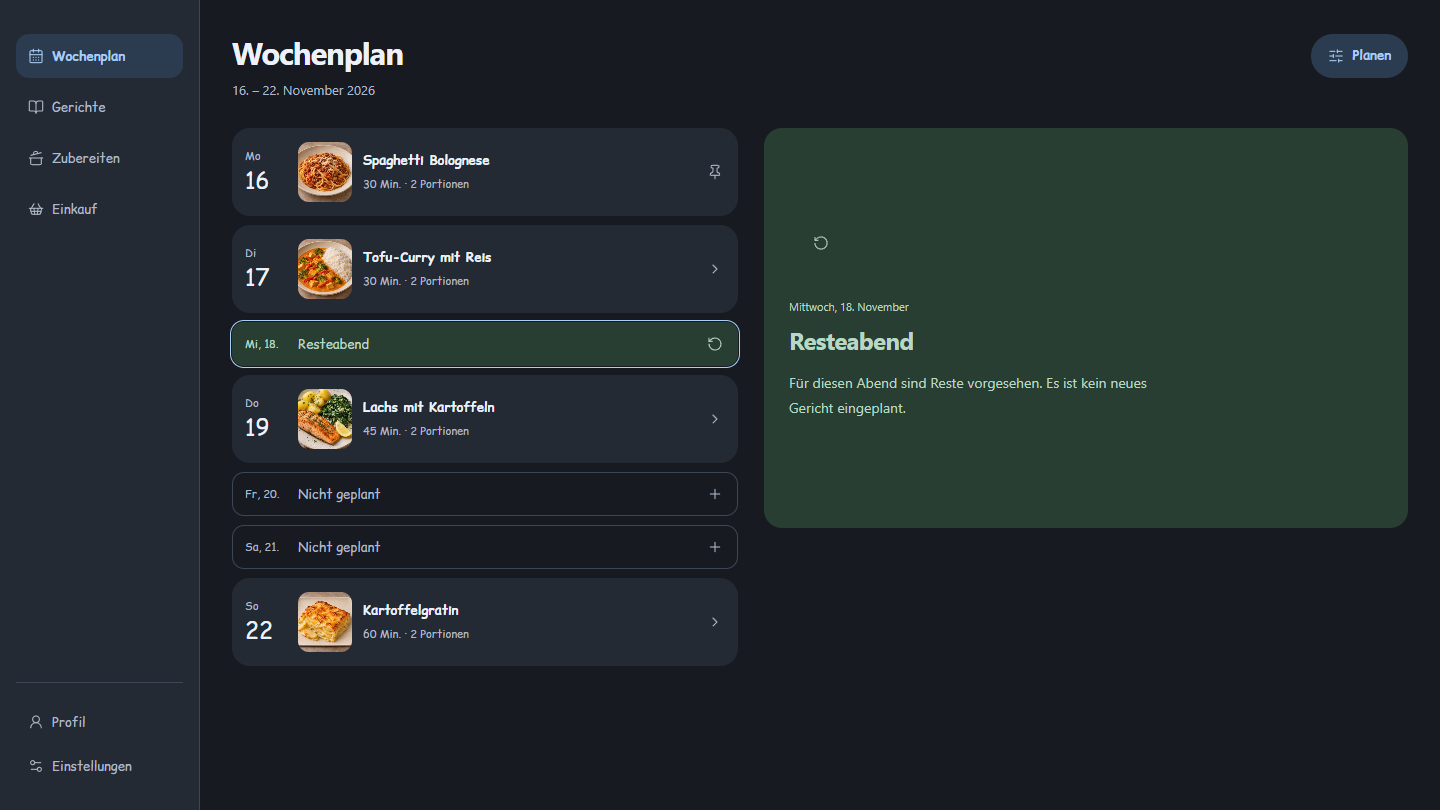 Wochenplan
Gerichte
Zubereiten
Einkauf
Profil
Einstellungen
Wochenplan
16. – 22. November 2026
Planen
Mo
16
Spaghetti Bolognese
30 Min. · 2 Portionen
Di
17
Tofu-Curry mit Reis
30 Min. · 2 Portionen
Mi, 18.
Resteabend
Do
19
Lachs mit Kartoffeln
45 Min. · 2 Portionen
Fr, 20.
Nicht geplant
Sa, 21.
Nicht geplant
So
22
Kartoffelgratin
60 Min. · 2 Portionen
Mittwoch, 18. November
Resteabend
Für diesen Abend sind Reste vorgesehen. Es ist kein neues
Gericht eingeplant.